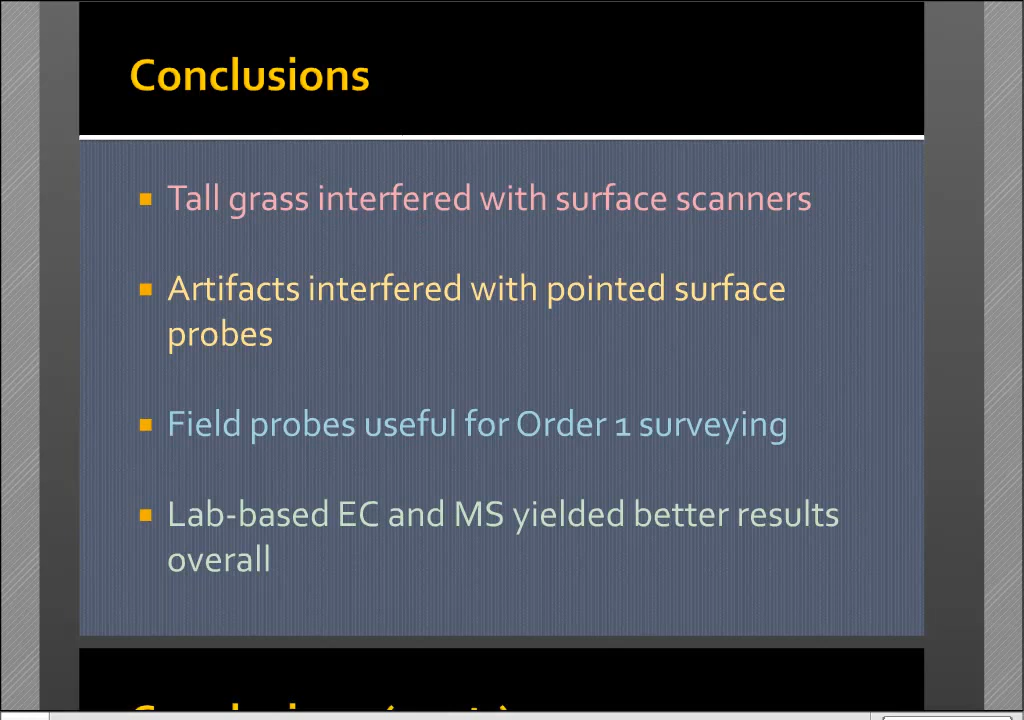 Conclusions
Tall grass interfered with surface scanners
Artifacts interfered with pointed surface
probes
Field probes useful for Order 1 surveying
Lab-based EC and MS yielded better results
overall